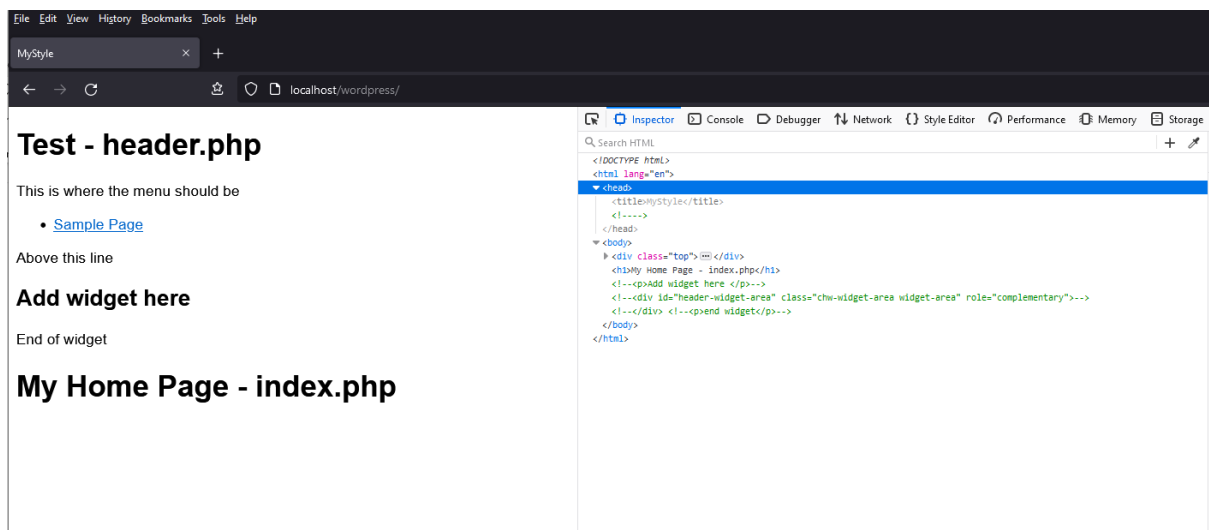 File Edit View History Bookmarks Tools Help
MyStyle
localhost/wordpress/
Test - header.php
This is where the menu should be
• Sample Page
Above this line
Add widget here
End of widget
My Home Page - index.php
Inspector Console Debugger Network Style Editor Performance Memory Storage
Search HTML
<!DOCTYPE html>
<html lang="en">
<head>
<title>MyStyle</title>
<!---->
</head>
<body>
<div class="top"></div>
<h1>My Home Page - index.php</h1>
<!--<p>Add widget here </p>-->
<!--<div id="header-widget-area" class="chw-widget-area widget-area" role="complementary">-->
<!--</div> <!--<p>end widget</p>-->
</body>
</html>